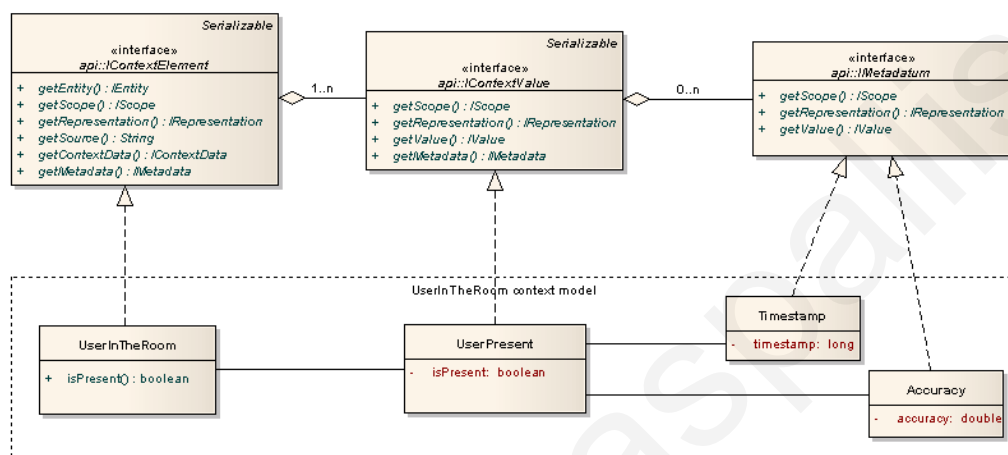 Serializable
«interface»
api::IContextElement
+ getEntity() : IEntity
+ getScope() : IScope
+ getRepresentation() : IRepresentation
+ getSource() : String
+ getContextData() : IContextData
+ getMetadata() : IMetadata
1..n
Serializable
«interface»
api::IContextValue
+ getScope() : IScope
+ getRepresentation() : IRepresentation
+ getValue() : IValue
+ getMetadata() : IMetadata
0..n
«interface»
api::IMetadatum
+ getScope() : IScope
+ getRepresentation() : IRepresentation
+ getValue() : IValue
UserInTheRoom context model
UserInTheRoom
+ isPresent() : boolean
UserPresent
- isPresent: boolean
Timestamp
- timestamp: long
Accuracy
- accuracy: double